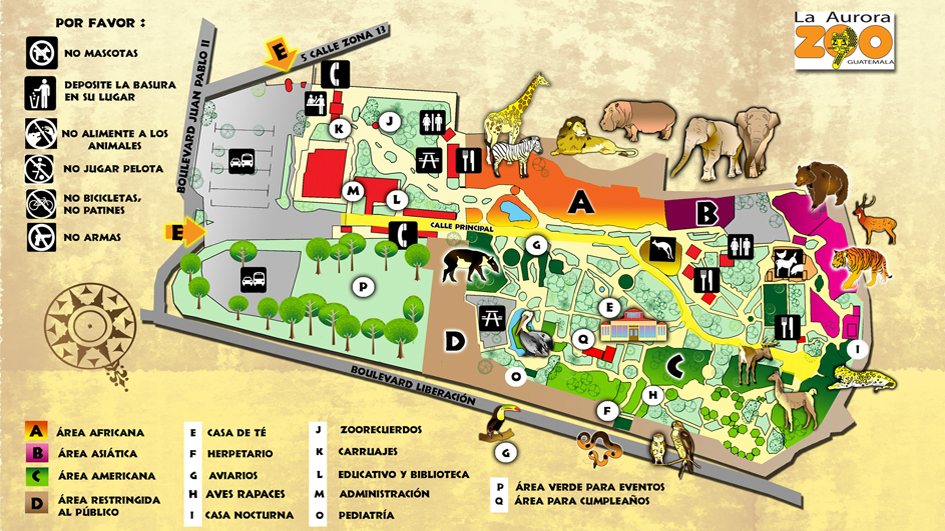 POR FAVOR :
NO MASCOTAS
DEPOSITE LA BASURA
EN SU LUGAR
NO ALIMENTE A LOS
ANIMALES
NO JUGAR PELOTA
NO BICICLETAS,
NO PATINES
NO ARMAS
La Aurora
ZOO
GUATEMALA
BOULEVARD JUAN PABLO II
5 CALLE ZONA 13
E
E
K
J
M
L
A
B
CALLE PRINCIPAL
G
P
E
D
Q
C
I
O
H
F
G
BOULEVARD LIBERACIÓN
A ÁREA AFRICANA
B ÁREA ASIÁTICA
C ÁREA AMERICANA
D ÁREA RESTRINGIDA
AL PÚBLICO
E CASA DE TÉ
F HERPETARIO
G AVIARIOS
H AVES RAPACES
I CASA NOCTURNA
J ZOORECUERDOS
K CARRUAJES
L EDUCATIVO Y BIBLIOTECA
M ADMINISTRACIÓN
O PEDIATRÍA
P ÁREA VERDE PARA EVENTOS
Q ÁREA PARA CUMPLEAÑOS